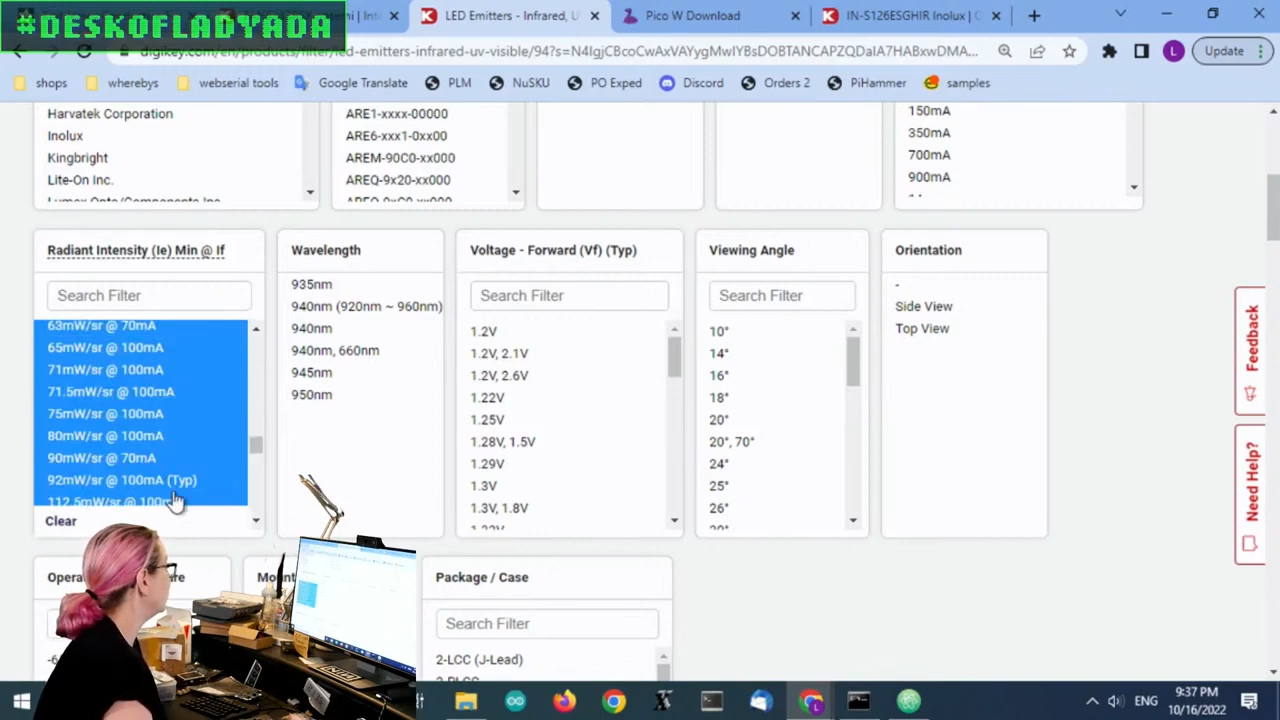 #DESKOFLADYADA
LED Emitters - Infrared, U
Pico W Download
IN-S126ESGHIR Inolux | C
digikey.com/en/products/filter/led-emitters-infrared-uv-visible/94?s=
Update
shops
wherebys
webserial tools
Google Translate
PLM
NuSKU
PO Exped
Discord
Orders 2
PiHammer
samples
Harvatek Corporation
Inolux
Kingbright
Lite-On Inc.
ARE1-xxxx-00000
ARE6-xxx1-0xx00
AREM-90C0-xx000
AREQ-9x20-xx000
150mA
350mA
700mA
900mA
Radiant Intensity (Ie) Min @ If
Search Filter
63mW/sr @ 70mA
65mW/sr @ 100mA
71mW/sr @ 100mA
71.5mW/sr @ 100mA
75mW/sr @ 100mA
80mW/sr @ 100mA
90mW/sr @ 70mA
92mW/sr @ 100mA (Typ)
112.5mW/sr @ 100m
Clear
Wavelength
935nm
940nm (920nm ~ 960nm)
940nm
940nm, 660nm
945nm
950nm
Voltage - Forward (Vf) (Typ)
Search Filter
1.2V
1.2V, 2.1V
1.2V, 2.6V
1.22V
1.25V
1.28V, 1.5V
1.29V
1.3V
1.3V, 1.8V
Viewing Angle
Search Filter
10°
14°
16°
18°
20°
20°, 70°
24°
25°
26°
Orientation
-
Side View
Top View
Feedback
Need Help?
Opera
Mount
Package / Case
Search Filter
2-LCC (J-Lead)
ENG
9:37 PM
10/16/2022